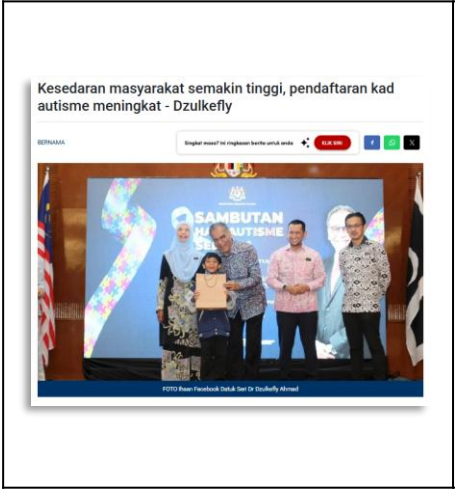 Kesedaran masyarakat semakin tinggi, pendaftaran kad
autisme meningkat - Dzulkefly
BERNAMA
Singkat masa? Ini ringkasan berita untuk anda
KLIK SINI
SAMBUTAN
HARI AUTISME
FOTO Ihsan Facebook Datuk Seri Dr Dzulkefly Ahmad